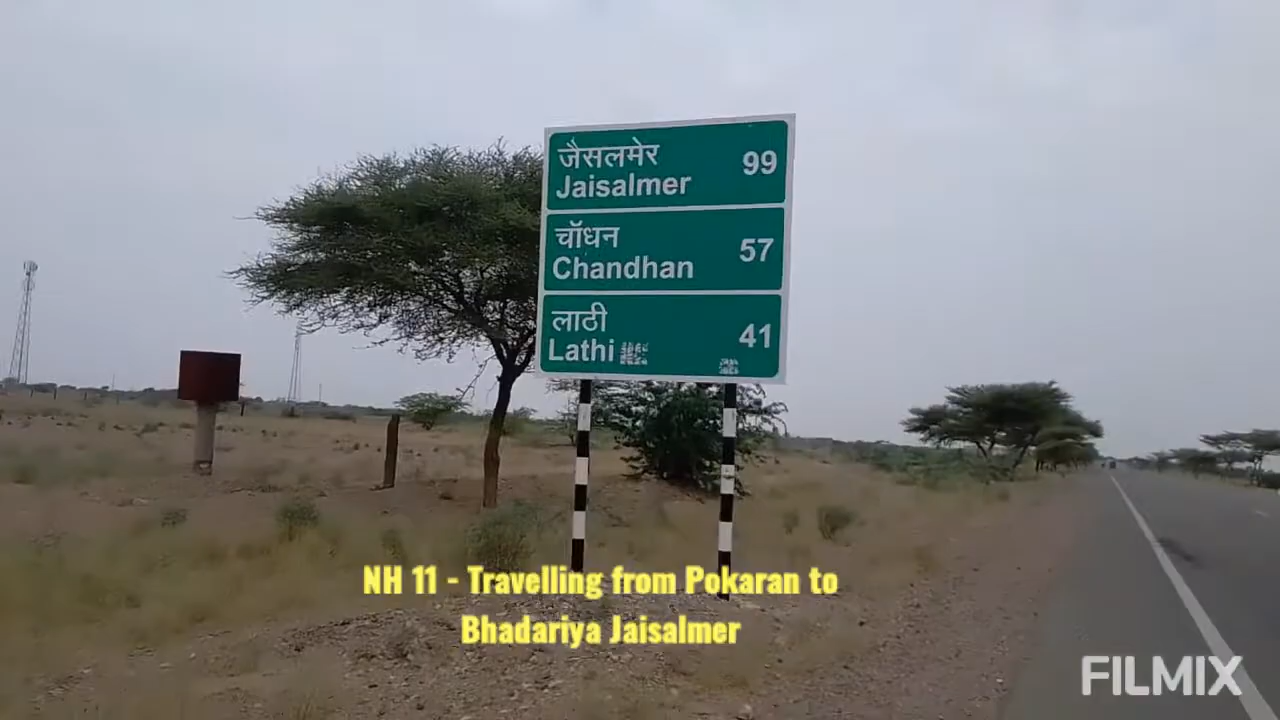 जैसलमेर
Jaisalmer 99
चॉधन
Chandhan 57
लाठी
Lathi 41
NH 11 - Travelling from Pokaran to
Bhadariya Jaisalmer
FILMIX